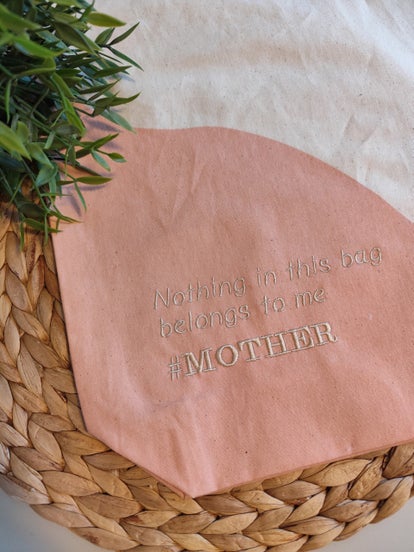 Nothing in this bag
belongs to me
#MOTHER